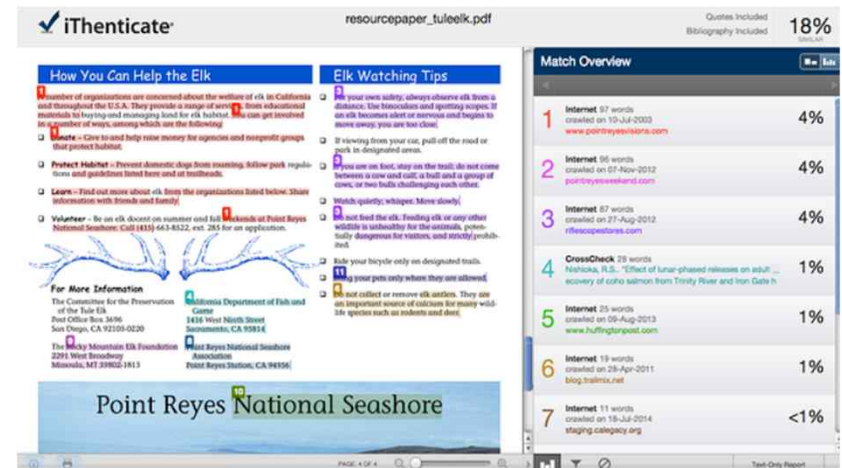 iThenticate®
resourcepaper_tuleelk.pdf
Quotes Included
Bibliography Included
18%
SIMILAR
How You Can Help the Elk
number of organizations are concerned about the welfare of elk in California
and throughout the U.S.A. They provide a range of services, from educational
materials to buying and managing land for elk habitat. You can get involved
in a number of ways, among which are the following:
Donate – Give to and help raise money for agencies and nonprofit groups
that protect habitat.
Protect Habitat – Prevent domestic dogs from roaming, follow park regula-
tions and guidelines listed here and at trailheads.
Learn – Find out more about elk from the organizations listed below. Share
information with friends and family.
Volunteer – Be an elk docent on summer and fall weekends at Point Reyes
National Seashore. Call (415) 663-8522, ext. 285 for an application.
For More Information
The Committee for the Preservation
of the Tule Elk
Post Office Box 3696
San Diego, CA 92103-0220
The Rocky Mountain Elk Foundation
2291 West Broadway
Missoula, MT 59802-1813
California Department of Fish and
Game
1416 West Ninth Street
Sacramento, CA 95814
Point Reyes National Seashore
Association
Point Reyes Station, CA 94956
Elk Watching Tips
For your own safety, always observe elk from a
distance. Use binoculars and spotting scopes. If
an elk becomes alert or nervous and begins to
move away, you are too close.
If viewing from your car, pull off the road or
park in designated areas.
If you are on foot, stay on the trail; do not come
between a cow and calf, a bull and a group of
cows, or two bulls challenging each other.
Watch quietly; whisper. Move slowly.
Do not feed the elk. Feeding elk or any other
wildlife is unhealthy for the animals, poten-
tially dangerous for visitors, and strictly prohib-
ited.
Ride your bicycle only on designated trails.
Bring your pets only where they are allowed.
Do not collect or remove elk antlers. They are
an important source of calcium for many wild-
life species such as rodents and deer.
10
Point Reyes National Seashore
PAGE: 4 OF 4
Match Overview
1 Internet 97 words 4%
crawled on 10-Jul-2003
www.pointreyesvisions.com
2 Internet 96 words 4%
crawled on 07-Nov-2012
pointreyesweekend.com
3 Internet 87 words 4%
crawled on 27-Aug-2012
riflescopestores.com
4 CrossCheck 28 words 1%
Nishioka, R.S.. "Effect of lunar-phased releases on adult ...
ecovery of coho salmon from Trinity River and Iron Gate h
5 Internet 25 words 1%
crawled on 09-Aug-2013
www.huffingtonpost.com
6 Internet 19 words 1%
crawled on 28-Apr-2011
blog.trailmix.net
7 Internet 11 words <1%
crawled on 18-Jul-2014
staging.calegacy.org
Text-Only Report